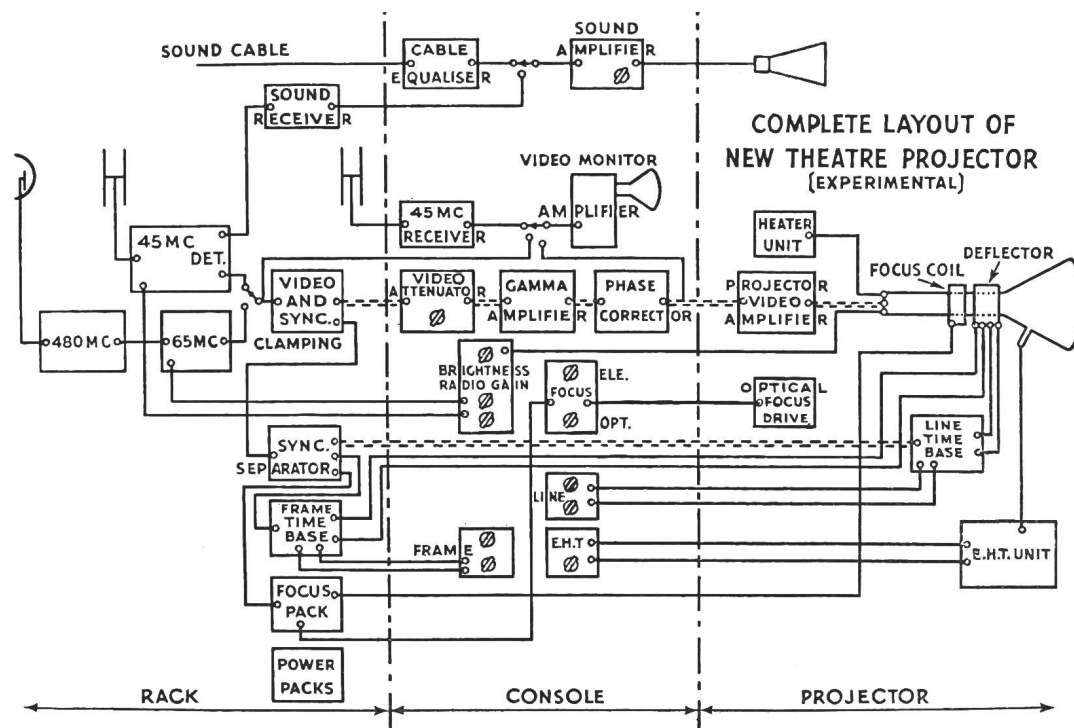 SOUND CABLE
CABLE
EQUALISER
SOUND
AMPLIFIER
SOUND
RECEIVER
COMPLETE LAYOUT OF
NEW THEATRE PROJECTOR
(EXPERIMENTAL)
VIDEO MONITOR
AMPLIFIER
45MC
RECEIVER
45MC
DET.
HEATER
UNIT
DEFLECTOR
FOCUS COIL
VIDEO
AND
SYNC.
CLAMPING
VIDEO
ATTENUATOR
GAMMA
AMPLIFIER
PHASE
CORRECTOR
PROJECTOR
VIDEO
AMPLIFIER
480MC
65MC
BRIGHTNESS
RADIO GAIN
ELE.
FOCUS
OPT.
OPTICAL
FOCUS
DRIVE
SYNC.
SEPARATOR
LINE
TIME
BASE
LINE
FRAME
TIME
BASE
FRAME
E.H.T
E.H.T. UNIT
FOCUS
PACK
POWER
PACKS
RACK
CONSOLE
PROJECTOR